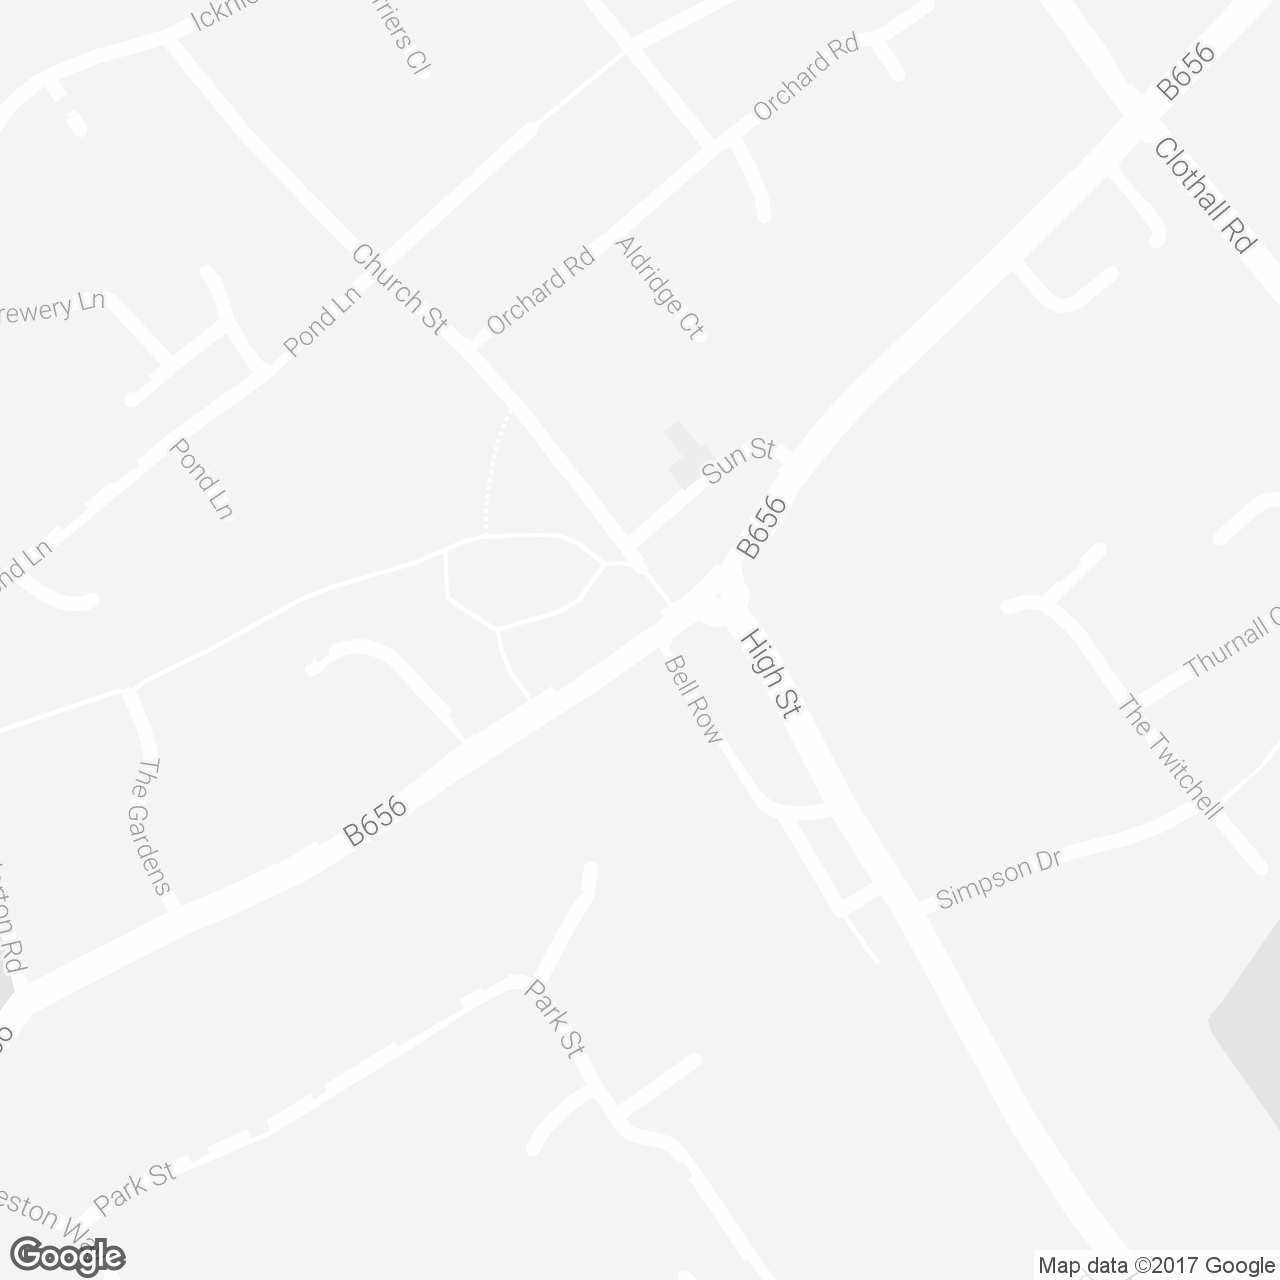 Orchard Rd
B656
Clothall Rd
Church St
Aldridge Ct
Orchard Rd
Pond Ln
Sun St
Pond Ln
B656
Ln
High St
Bell Row
The Twitchell
The Gardens
B656
Simpson Dr
Rd
Park St
Park St
Google
Map data ©2017 Google